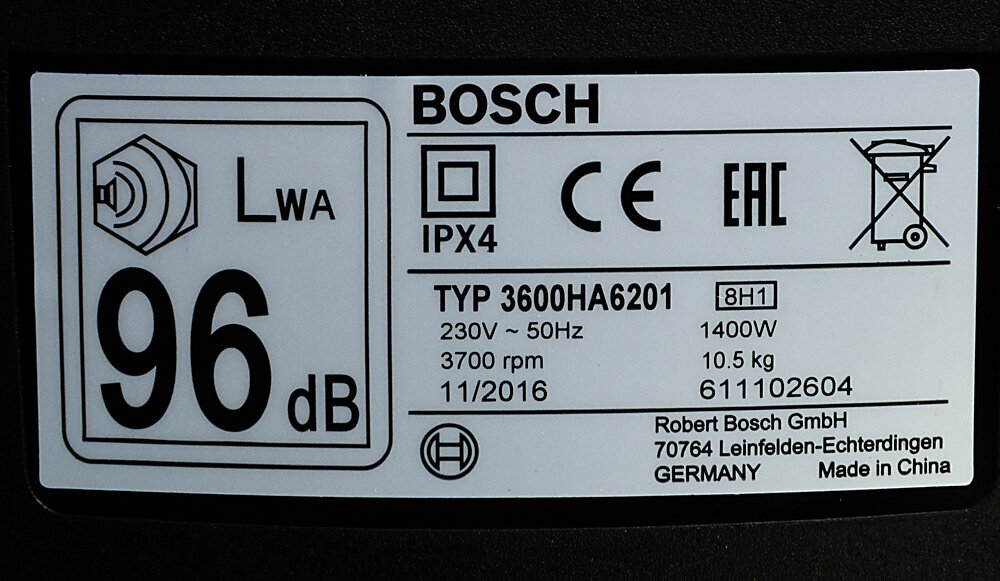 LWA
96 dB
BOSCH
IPX4
CE EAC
TYP 3600HA6201 8H1
230V ~ 50Hz 1400W
3700 rpm 10.5 kg
11/2016 611102604
Robert Bosch GmbH
70764 Leinfelden-Echterdingen
GERMANY Made in China